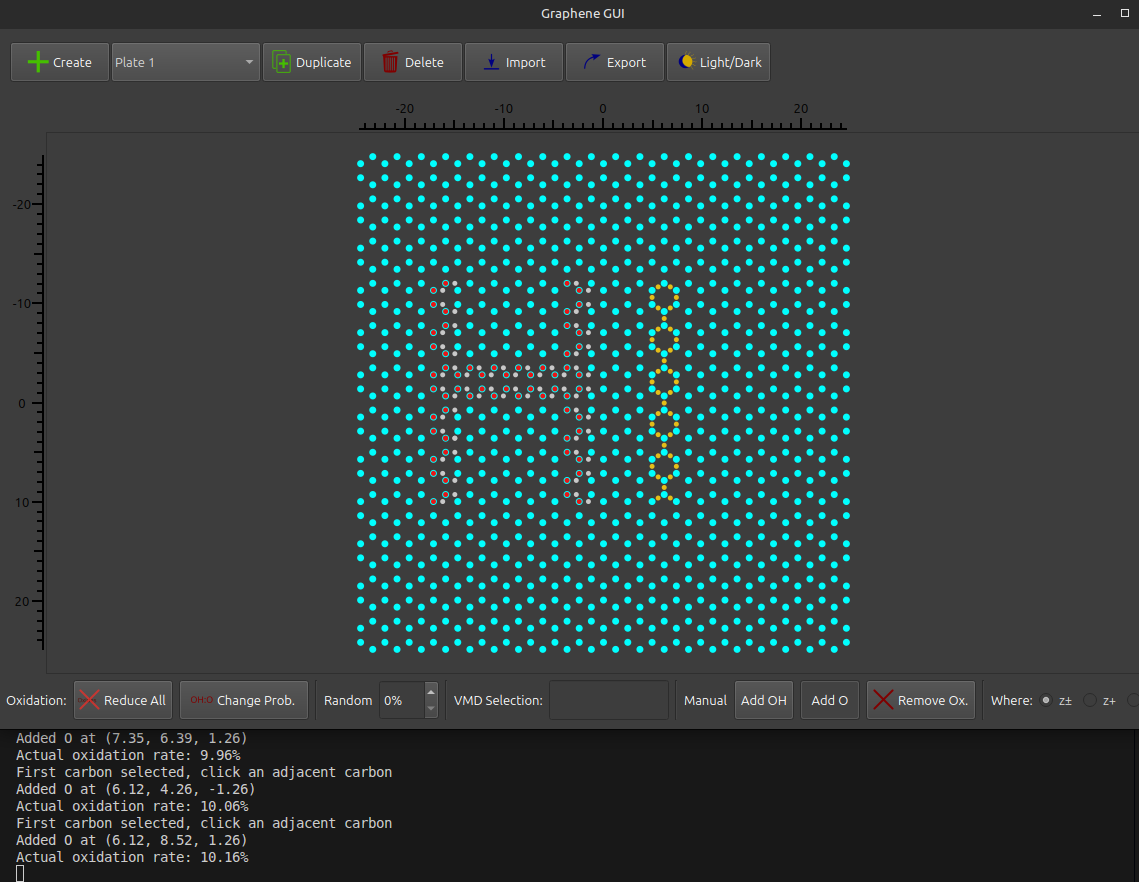 Graphene GUI
Create Plate 1 Duplicate Delete Import Export Light/Dark
-20 -10 0 10 20
-20
-10
0
10
20
Oxidation: Reduce All OH:O Change Prob. Random 0% VMD Selection: Manual Add OH Add O Remove Ox. Where: z± z+
Added O at (7.35, 6.39, 1.26)
Actual oxidation rate: 9.96%
First carbon selected, click an adjacent carbon
Added O at (6.12, 4.26, -1.26)
Actual oxidation rate: 10.06%
First carbon selected, click an adjacent carbon
Added O at (6.12, 8.52, 1.26)
Actual oxidation rate: 10.16%